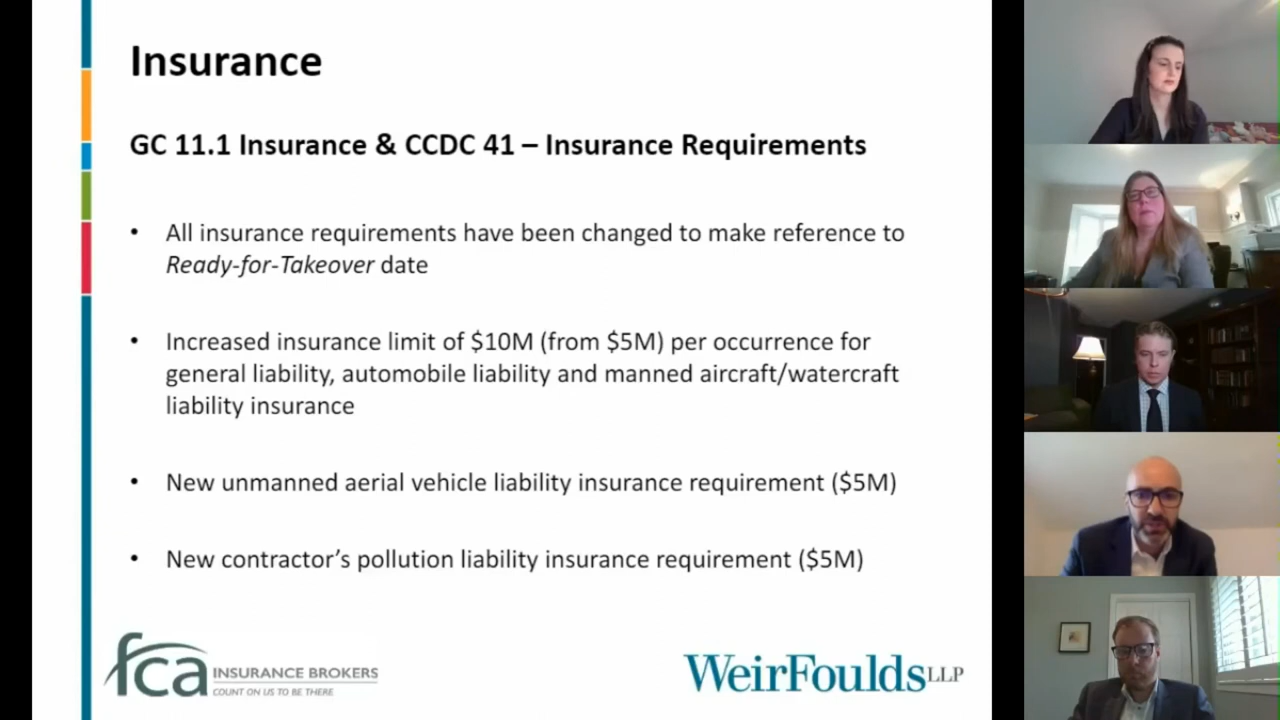 Insurance
GC 11.1 Insurance & CCDC 41 – Insurance Requirements
• All insurance requirements have been changed to make reference to
Ready-for-Takeover date
• Increased insurance limit of $10M (from $5M) per occurrence for
general liability, automobile liability and manned aircraft/watercraft
liability insurance
• New unmanned aerial vehicle liability insurance requirement ($5M)
• New contractor’s pollution liability insurance requirement ($5M)
fca INSURANCE BROKERS
COUNT ON US TO BE THERE
WeirFoulds LLP